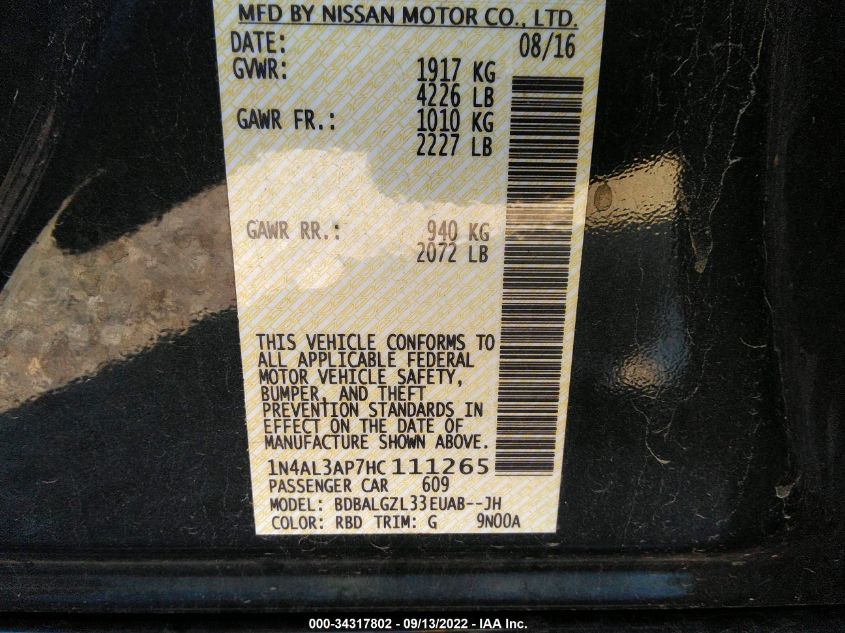 MFD BY NISSAN MOTOR CO., LTD.
DATE: 08/16
GVWR: 1917 KG
4226 LB
GAWR FR.: 1010 KG
2227 LB
GAWR RR.: 940 KG
2072 LB
THIS VEHICLE CONFORMS TO
ALL APPLICABLE FEDERAL
MOTOR VEHICLE SAFETY,
BUMPER, AND THEFT
PREVENTION STANDARDS IN
EFFECT ON THE DATE OF
MANUFACTURE SHOWN ABOVE.
1N4AL3AP7HC111265
PASSENGER CAR 609
MODEL: BDBALGZL33EUAB--JH
COLOR: RBD TRIM: G 9N00A
000-34317802 - 09/13/2022 - IAA Inc.